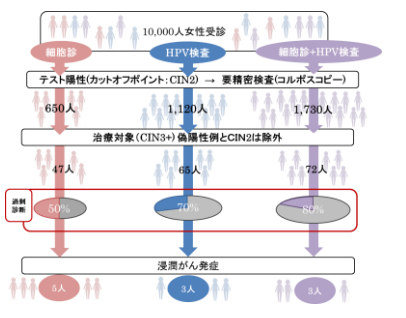 10,000人女性受診
細胞診 HPV検査 細胞診+HPV検査
テスト陽性(カットオフポイント:CIN2) → 要精密検査(コルポスコピー)
650人 1,120人 1,730人
治療対象(CIN3+)偽陽性例とCIN2は除外
47人 65人 72人
過剰
診断
50% 70% 80%
浸潤がん発症
5人 3人 3人